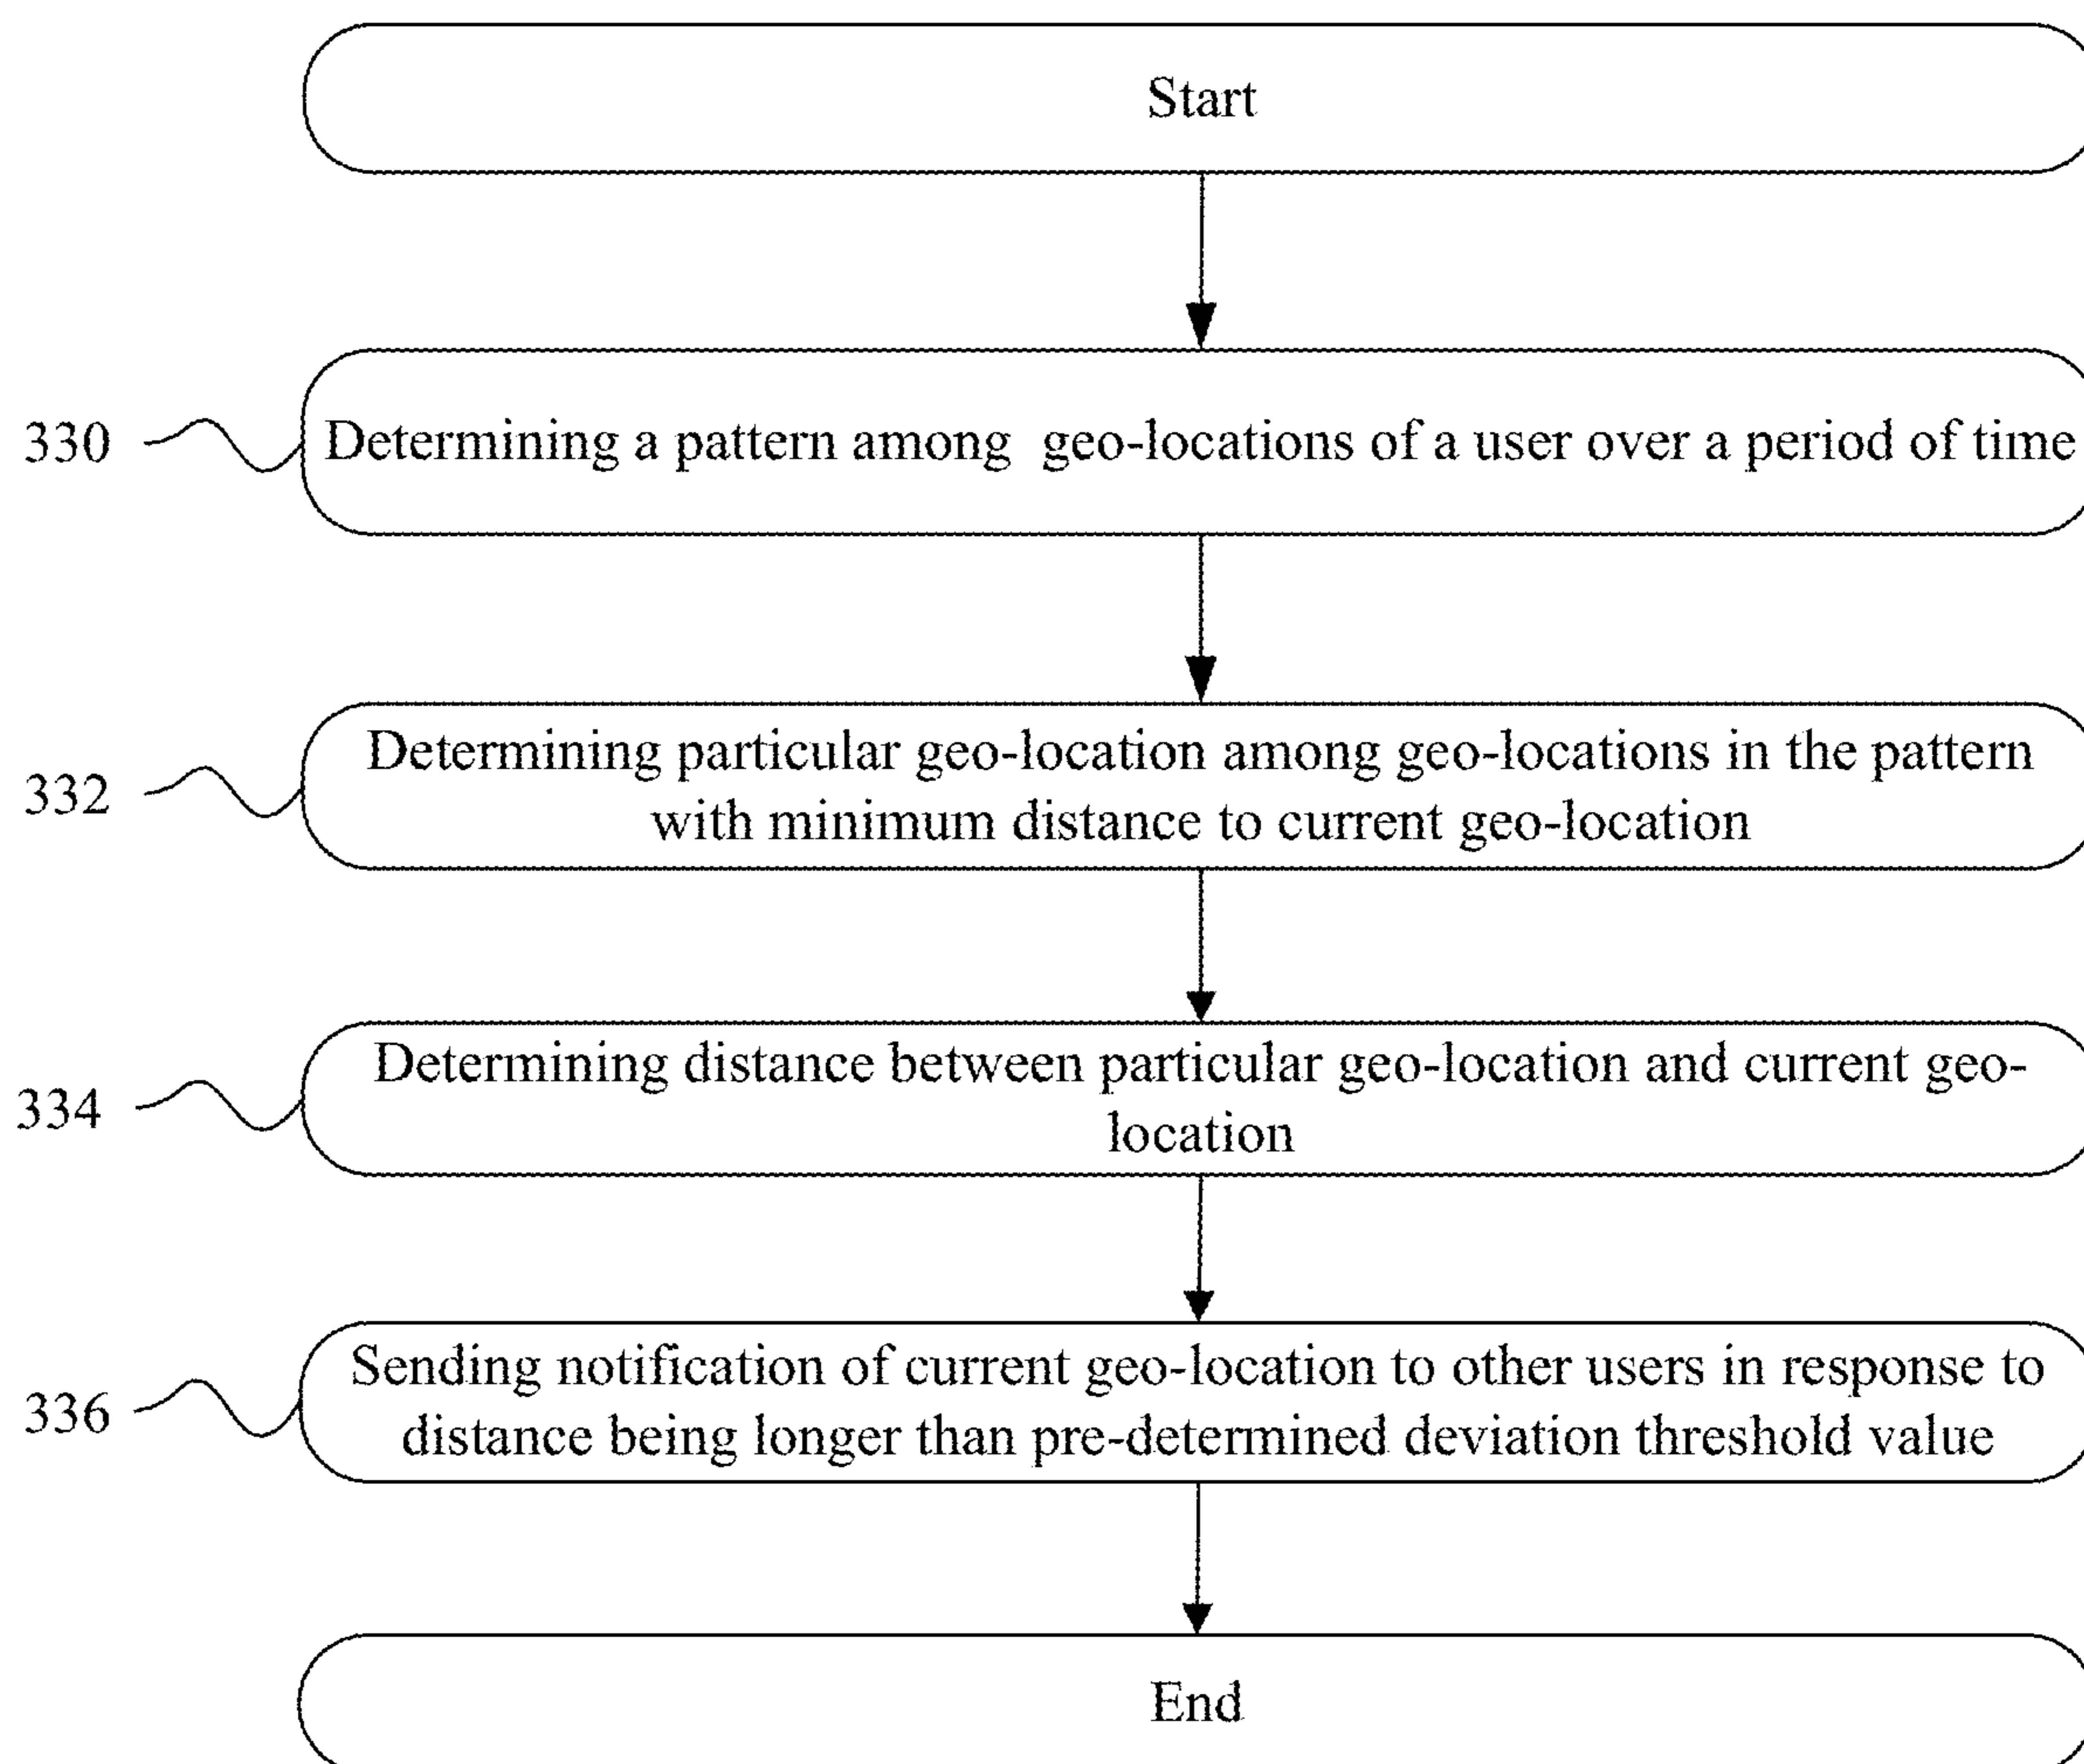 Start
330
Determining a pattern among geo-locations of a user over a period of time
332
Determining particular geo-location among geo-locations in the pattern
with minimum distance to current geo-location
334
Determining distance between particular geo-location and current geo-
location
336
Sending notification of current geo-location to other users in response to
distance being longer than pre-determined deviation threshold value
End